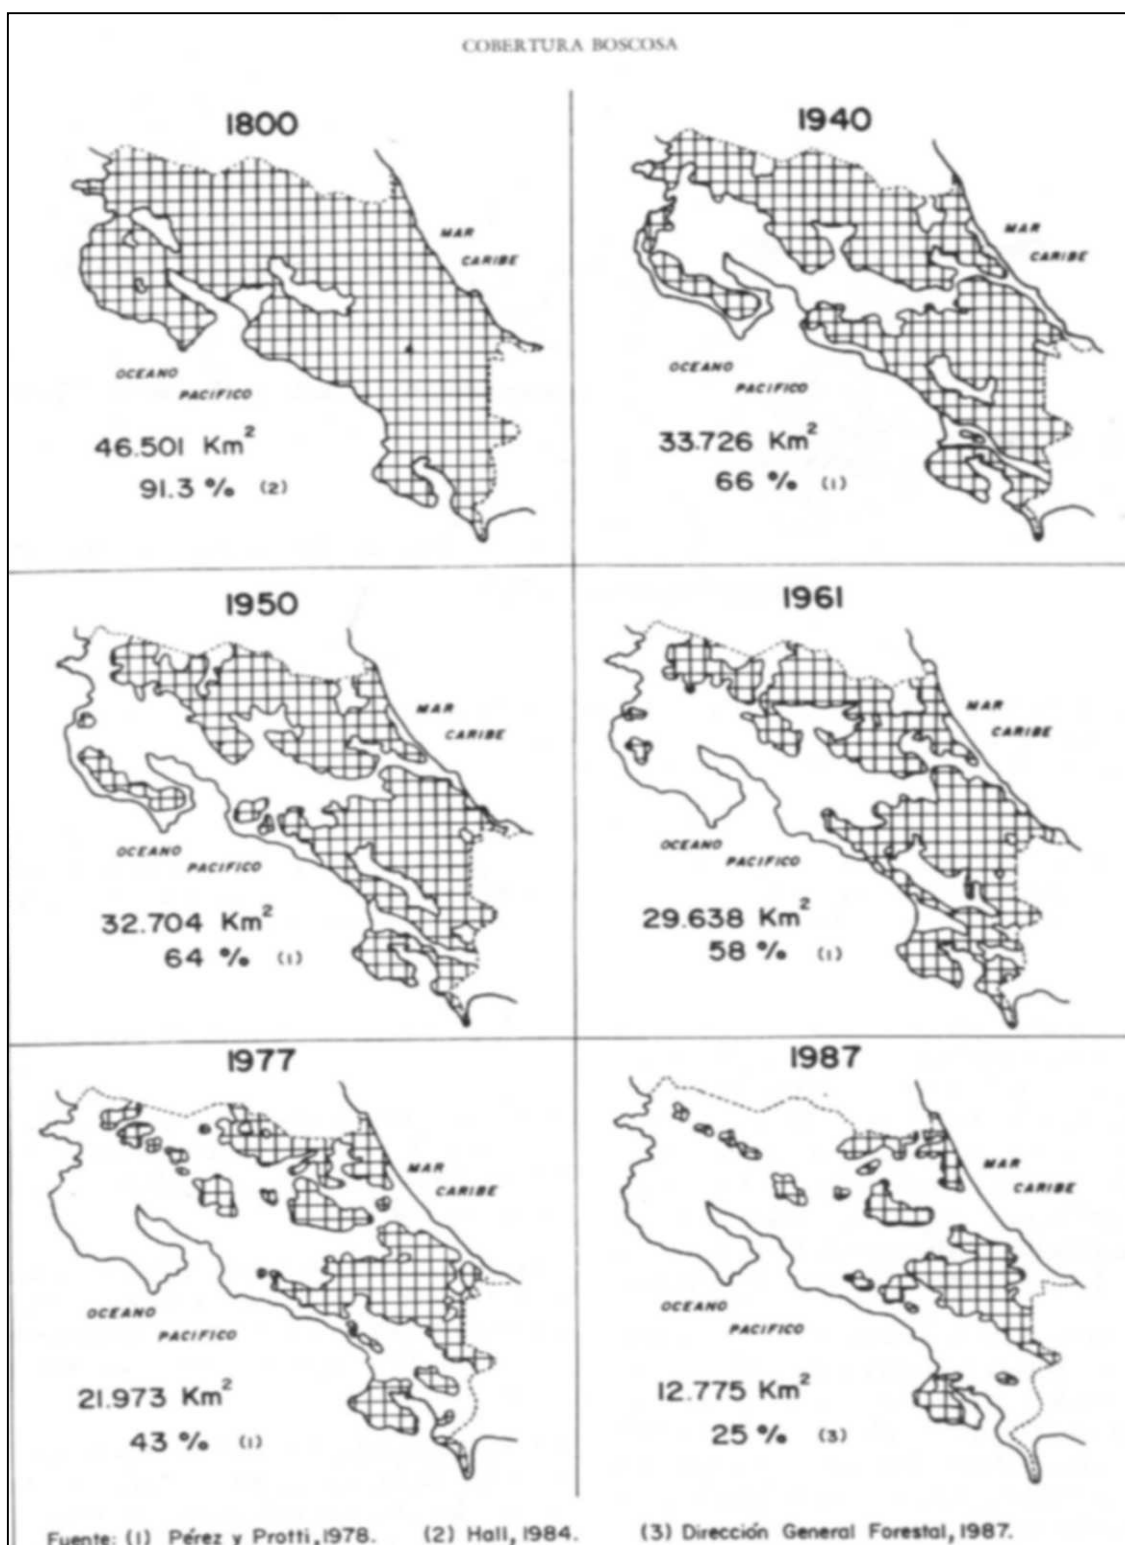 COBERTURA BOSCOSA
1800
MAR
CARIBE
OCEANO
PACIFICO
46.501 Km²
91.3 % (2)
1940
MAR
CARIBE
OCEANO
PACIFICO
33.726 Km²
66 % (1)
1950
MAR
CARIBE
OCEANO
PACIFICO
32.704 Km²
64 % (1)
1961
MAR
CARIBE
OCEANO
PACIFICO
29.638 Km²
58 % (1)
1977
MAR
CARIBE
OCEANO
PACIFICO
21.973 Km²
43 % (1)
1987
MAR
CARIBE
OCEANO
PACIFICO
12.775 Km²
25 % (3)
Fuente: (1) Pérez y Protti, 1978. (2) Hall, 1984. (3) Dirección General Forestal, 1987.